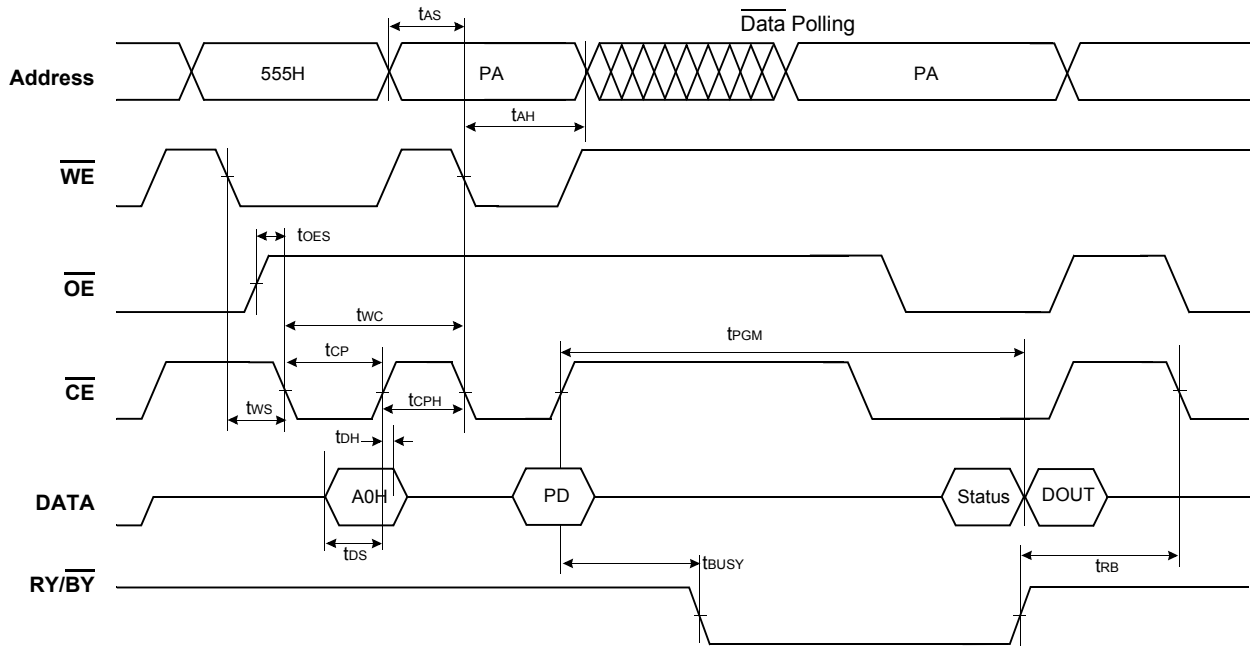 tAS
Data Polling
Address
555H
PA
PA
tAH
WE
tOES
OE
tWC
tPGM
tCP
CE
tCPH
tWS
tDH
DATA
A0H
PD
Status
DOUT
tDS
tBUSY
tRB
RY/BY